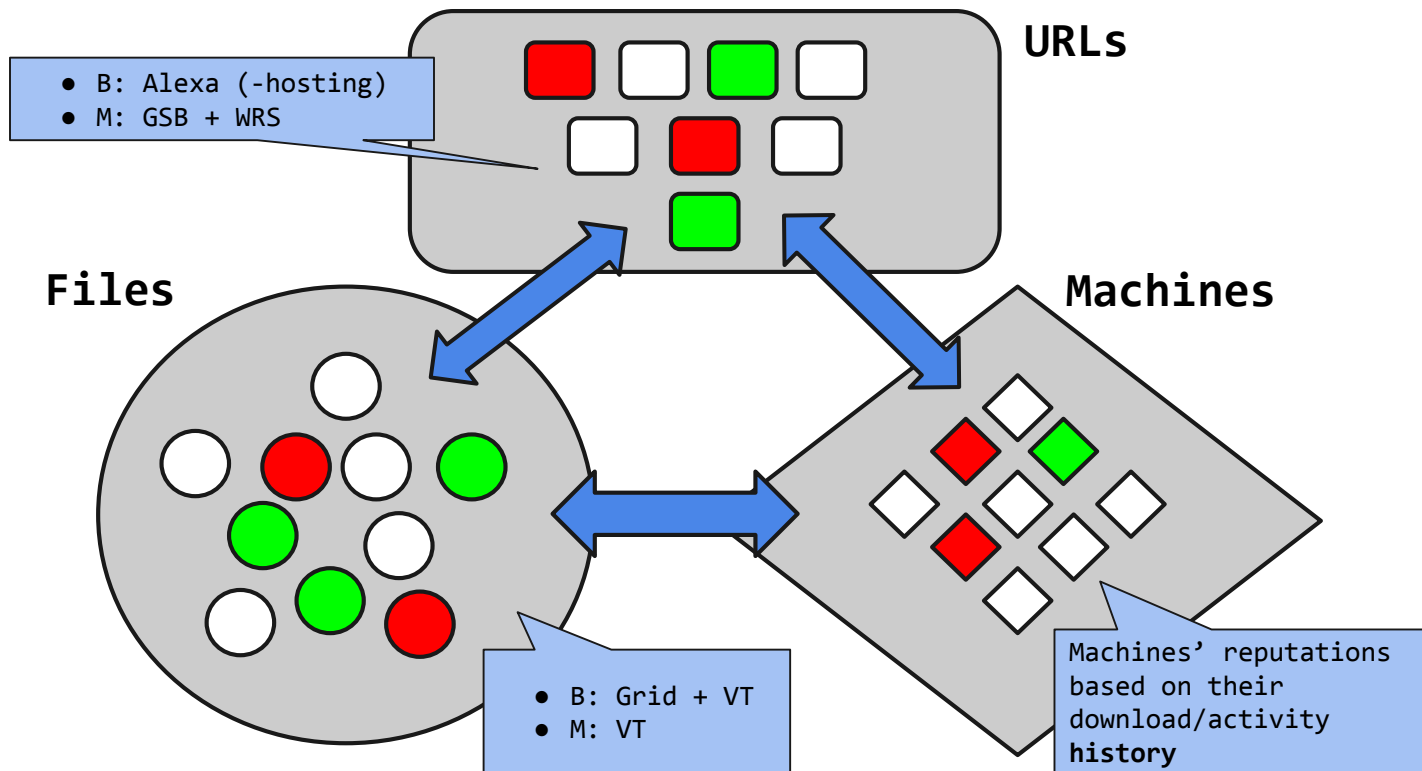 URLs
● B: Alexa (-hosting)
● M: GSB + WRS
Files
Machines
● B: Grid + VT
● M: VT
Machines’ reputations
based on their
download/activity
history